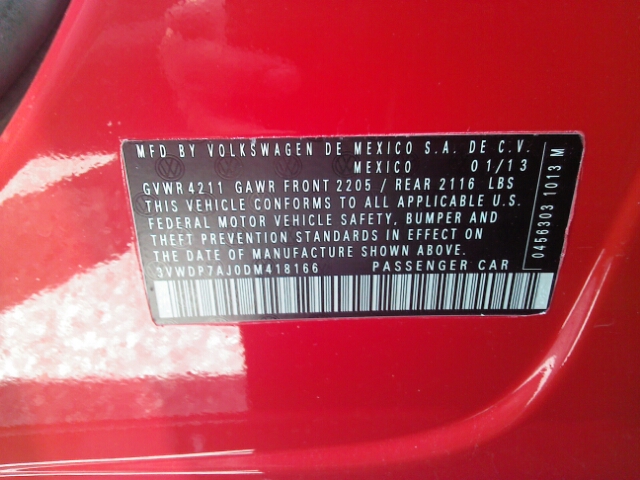 MFD BY VOLKSWAGEN DE MEXICO S.A. DE C.V.
MEXICO 01/13
GVWR 4211 GAWR FRONT 2205 / REAR 2116 LBS
THIS VEHICLE CONFORMS TO ALL APPLICABLE U.S.
FEDERAL MOTOR VEHICLE SAFETY, BUMPER AND
THEFT PREVENTION STANDARDS IN EFFECT ON
THE DATE OF MANUFACTURE SHOWN ABOVE.
3VWDP7AJ0DM418166 PASSENGER CAR
0456303 1013 M